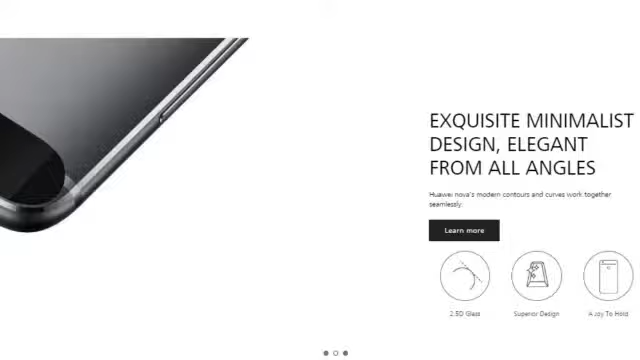 EXQUISITE MINIMALIST
DESIGN, ELEGANT
FROM ALL ANGLES
Huawei nova's modern contours and curves work together
seamlessly.
Learn more
2.5D Glass
Superior Design
A Joy To Hold